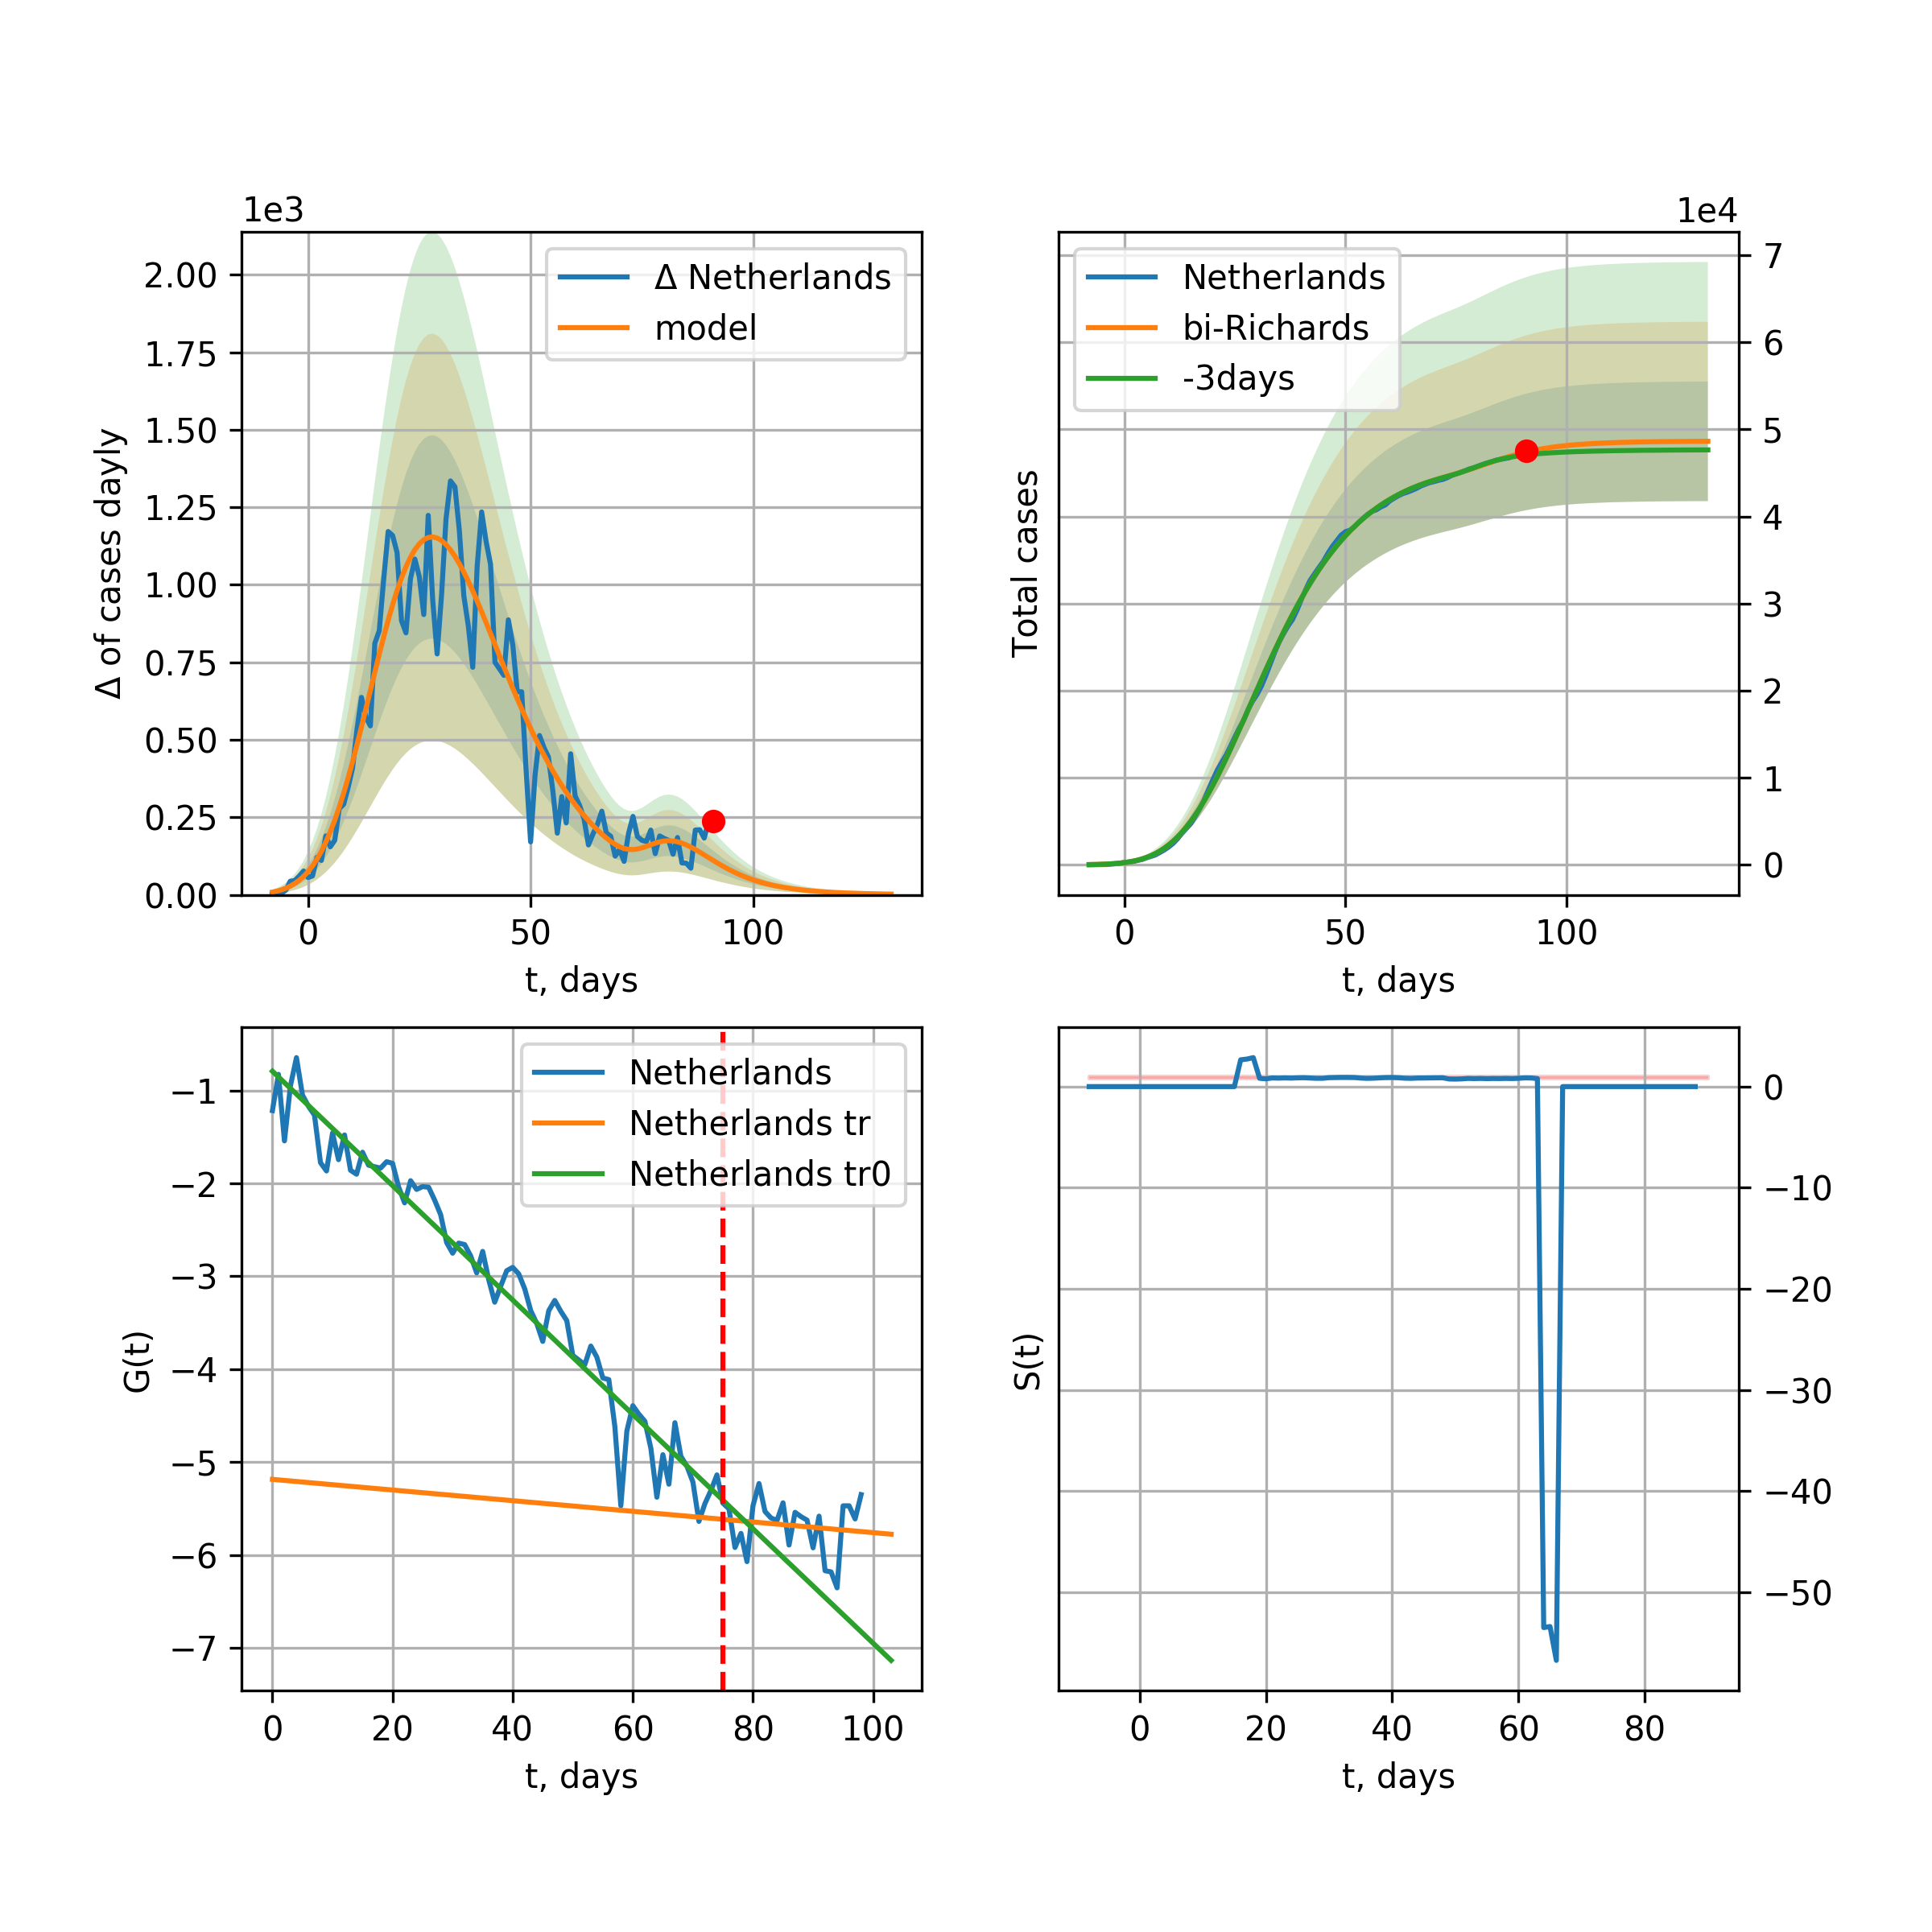 1e3
2.00
1.75
1.50
1.25
1.00
0.75
0.50
0.25
0.00
Δ of cases dayly
Δ Netherlands
model
0
50
100
t, days
1e4
7
6
5
4
3
2
1
0
Total cases
Netherlands
bi-Richards
-3days
0
50
100
t, days
−1
−2
−3
−4
−5
−6
−7
G(t)
Netherlands
Netherlands tr
Netherlands tr0
0
20
40
60
80
100
t, days
0
−10
−20
−30
−40
−50
S(t)
0
20
40
60
80
t, days